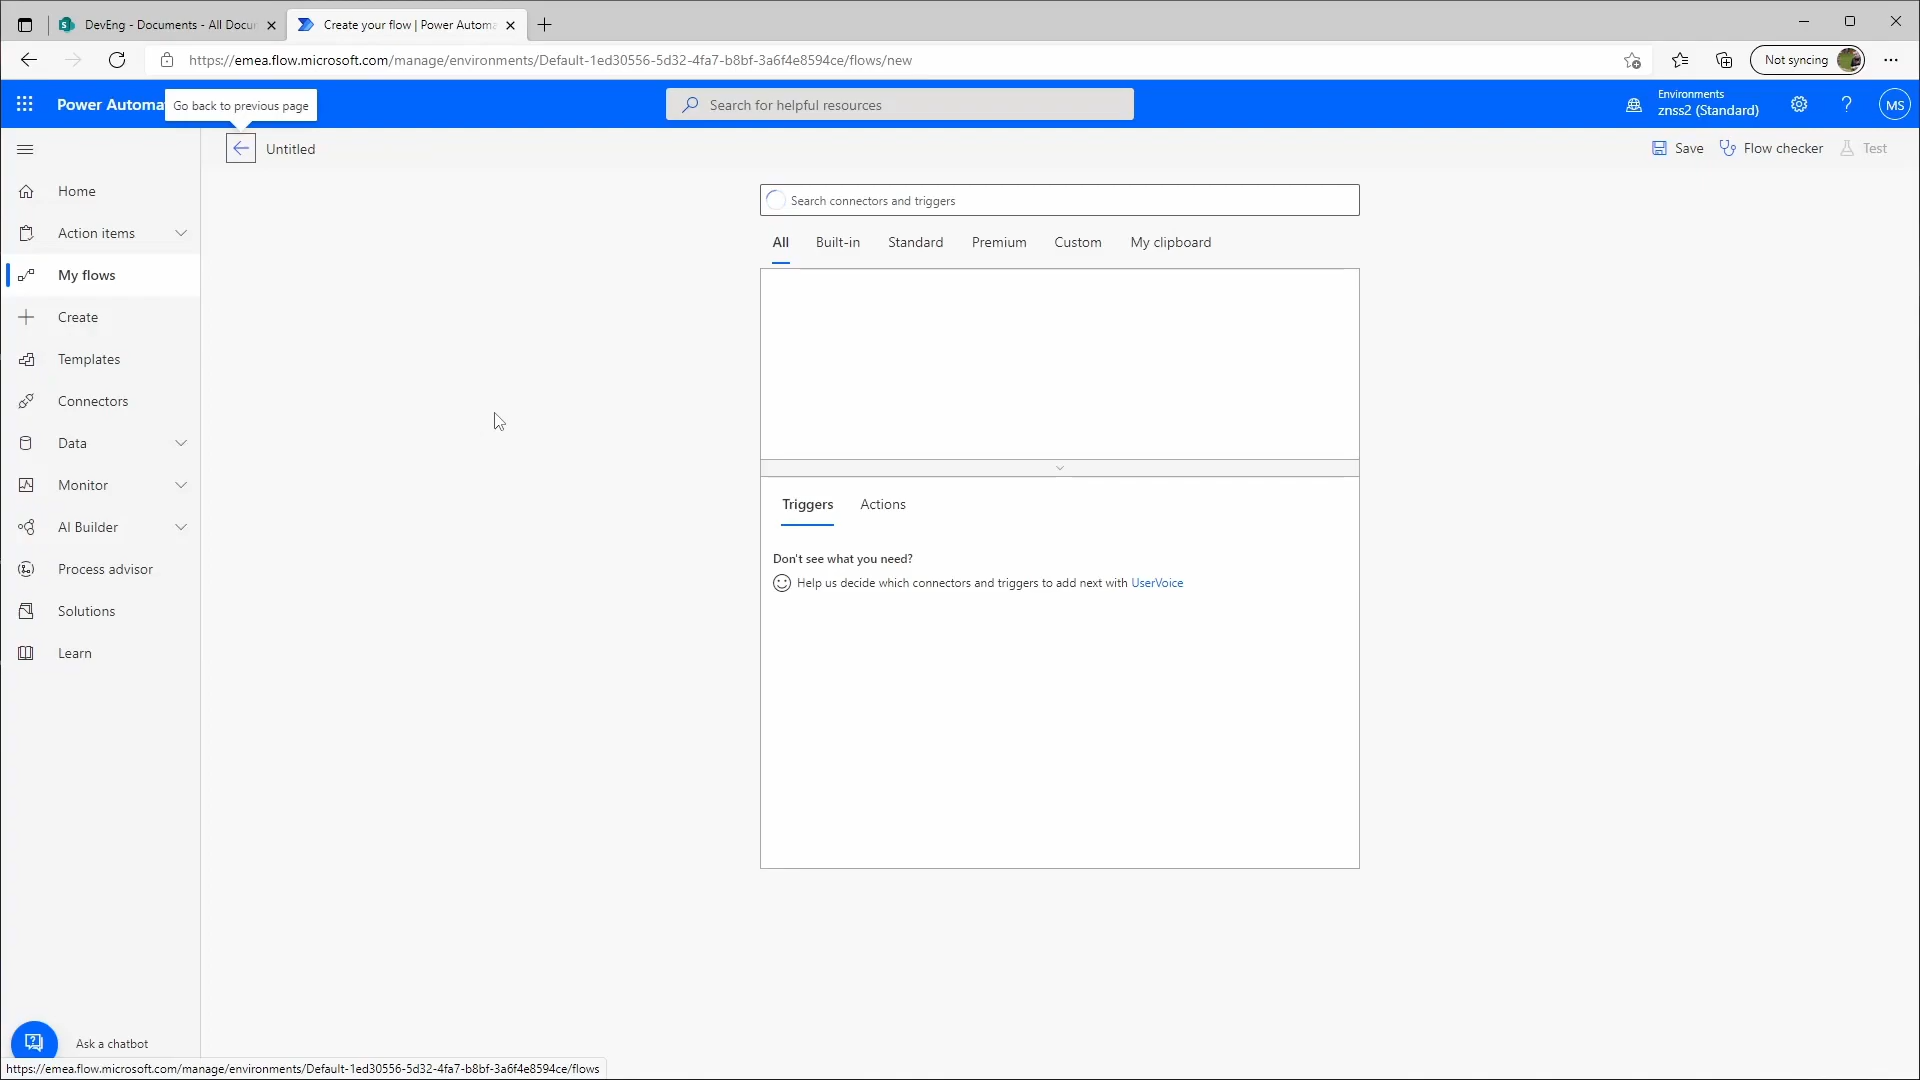 DevEng - Documents - All Docu
Create your flow | Power Automa
https://emea.flow.microsoft.com/manage/environments/Default-1ed30556-5d32-4fa7-b8bf-3a6f4e8594ce/flows/new
Not syncing
Power Automa
Go back to previous page
Search for helpful resources
Environments
znss2 (Standard)
MS
Untitled
Save
Flow checker
Test
Home
Action items
My flows
Create
Templates
Connectors
Data
Monitor
AI Builder
Process advisor
Solutions
Learn
Search connectors and triggers
All
Built-in
Standard
Premium
Custom
My clipboard
Triggers
Actions
Don't see what you need?
Help us decide which connectors and triggers to add next with UserVoice
Ask a chatbot
https://emea.flow.microsoft.com/manage/environments/Default-1ed30556-5d32-4fa7-b8bf-3a6f4e8594ce/flows